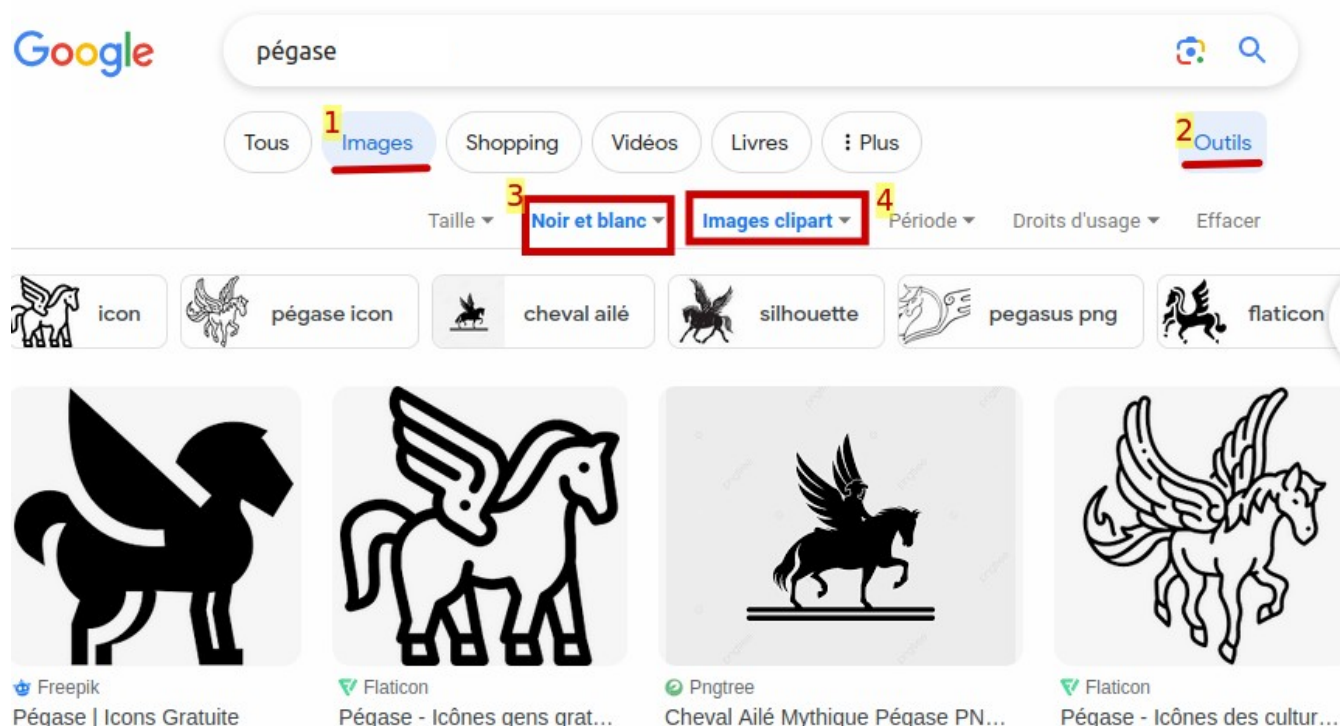 Google
pégase
Tous 1 Images Shopping Vidéos Livres Plus 2 Outils
Taille 3 Noir et blanc Images clipart 4 Période Droits d'usage Effacer
icon pégase icon cheval ailé silhouette pegasus png flaticon
pngtree
Freepik Flaticon Pngtree Flaticon
Pégase | Icons Gratuite Pégase - Icônes gens grat... Cheval Ailé Mythique Pégase PN... Pégase - Icônes des cultur...